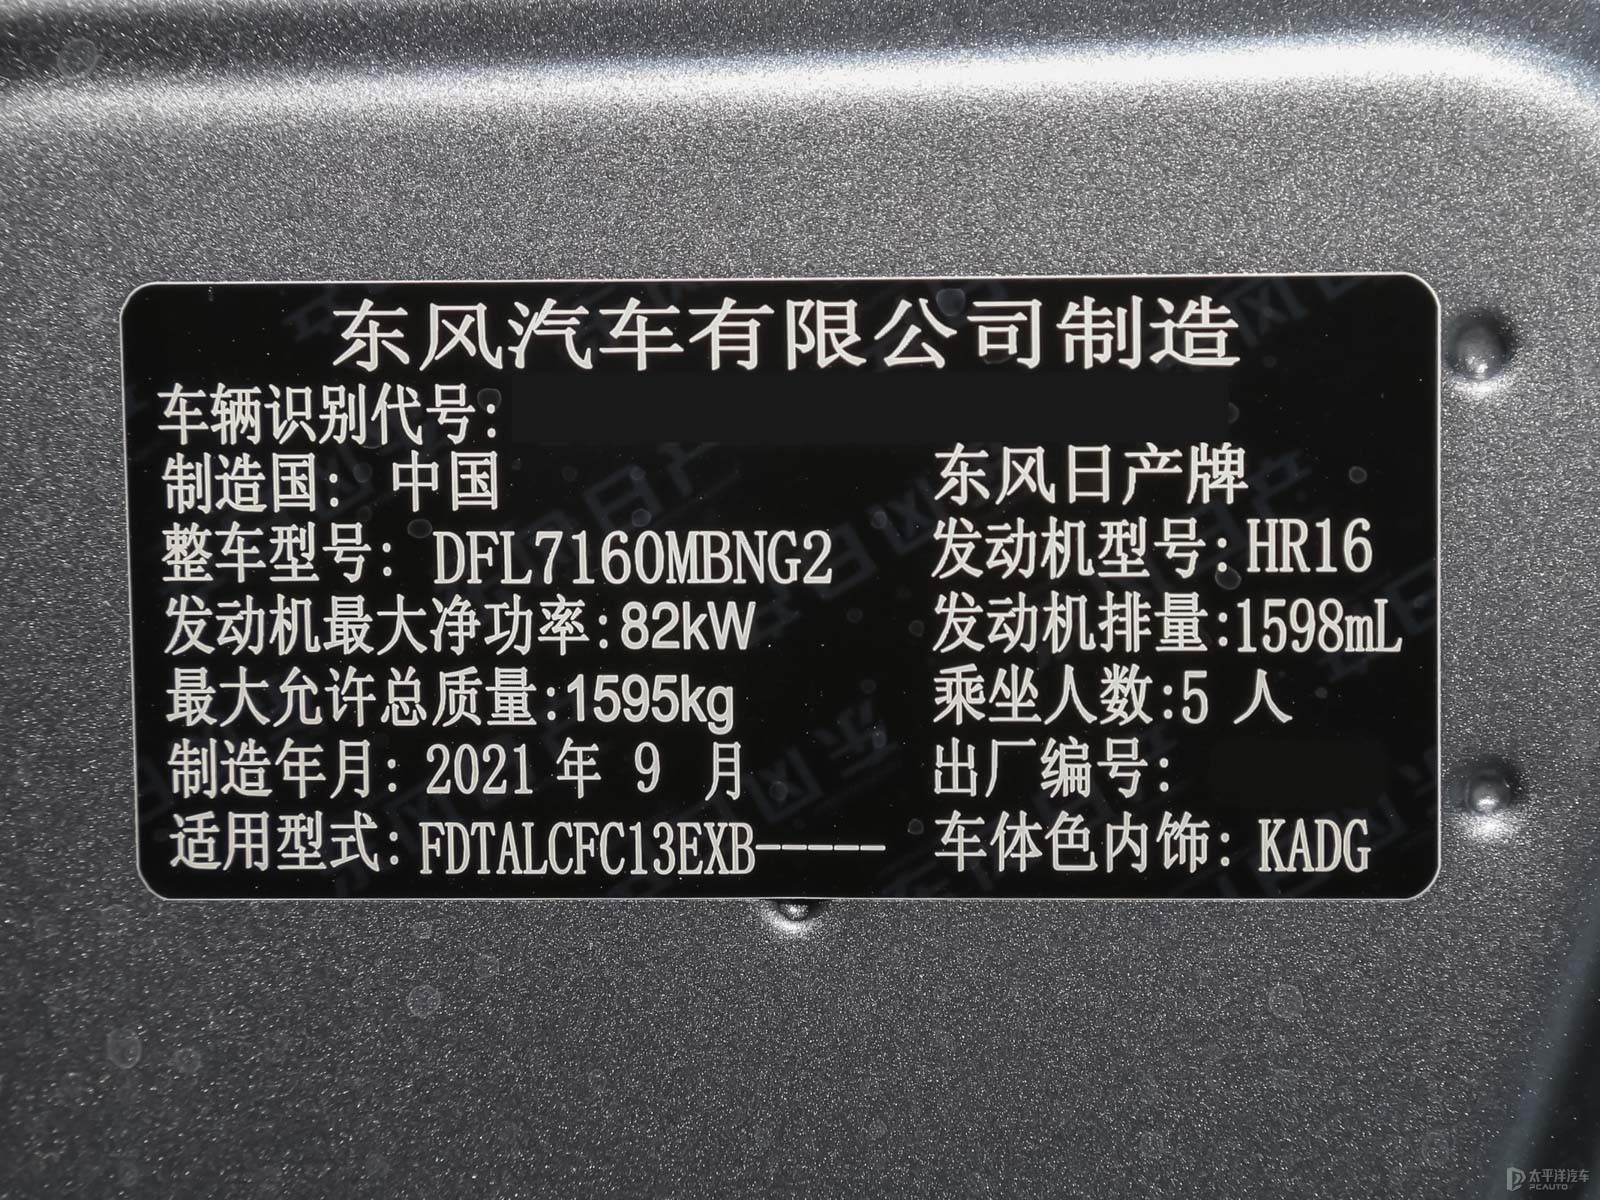 东风汽车有限公司制造
车辆识别代号:
制造国: 中国 东风日产牌
整车型号: DFL7160MBNG2 发动机型号: HR16
发动机最大净功率: 82kW 发动机排量: 1598mL
最大允许总质量: 1595kg 乘坐人数: 5 人
制造年月: 2021 年 9 月 出厂编号:
适用型式: FDTALCFC13EXB----- 车体色内饰: KADG
太平洋汽车
PCAUTO